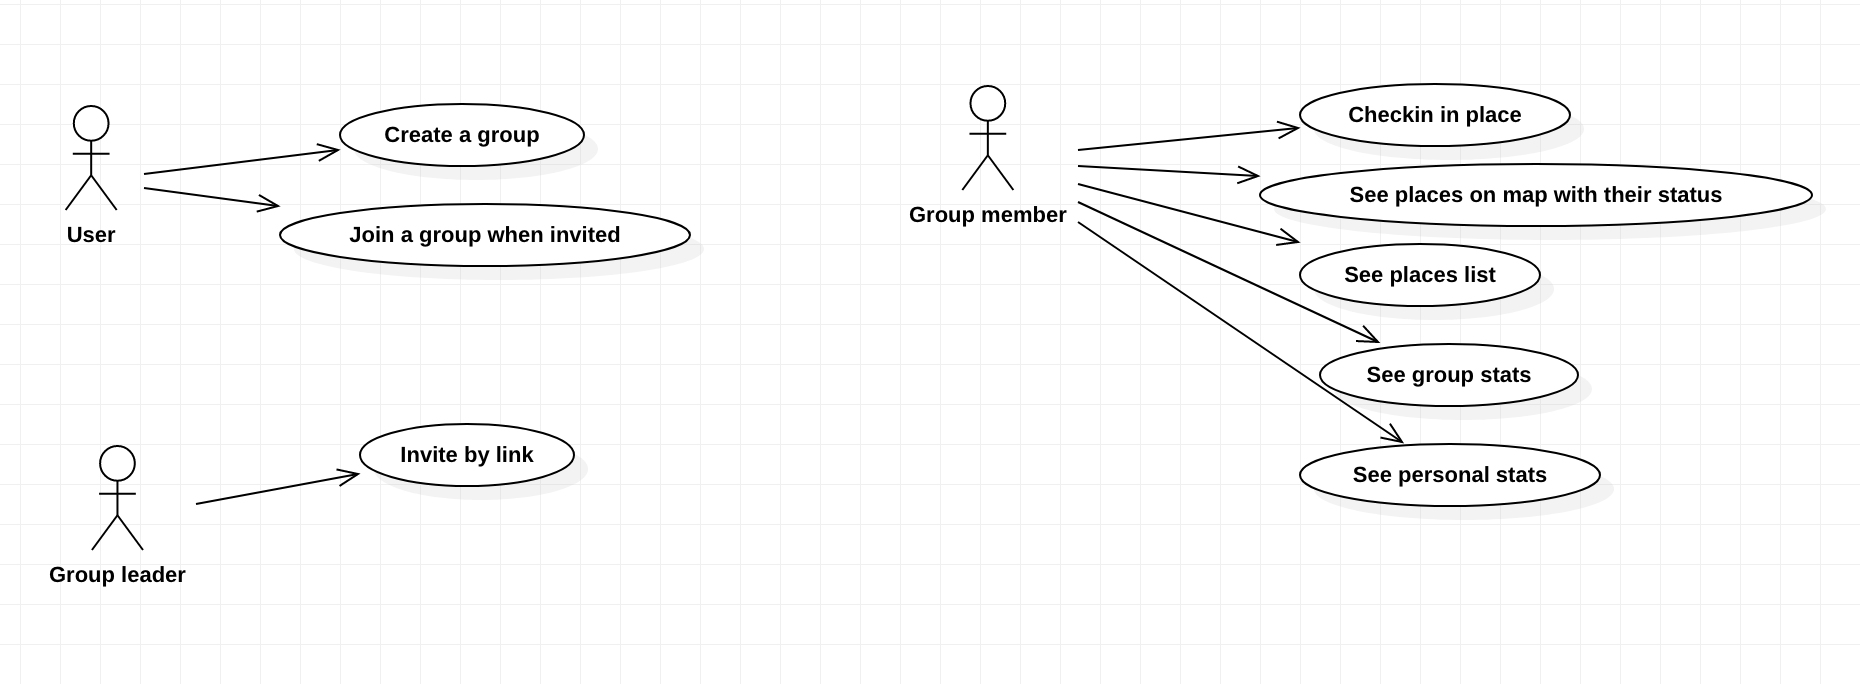 Create a group
Join a group when invited
User
Invite by link
Group leader
Checkin in place
See places on map with their status
Group member
See places list
See group stats
See personal stats